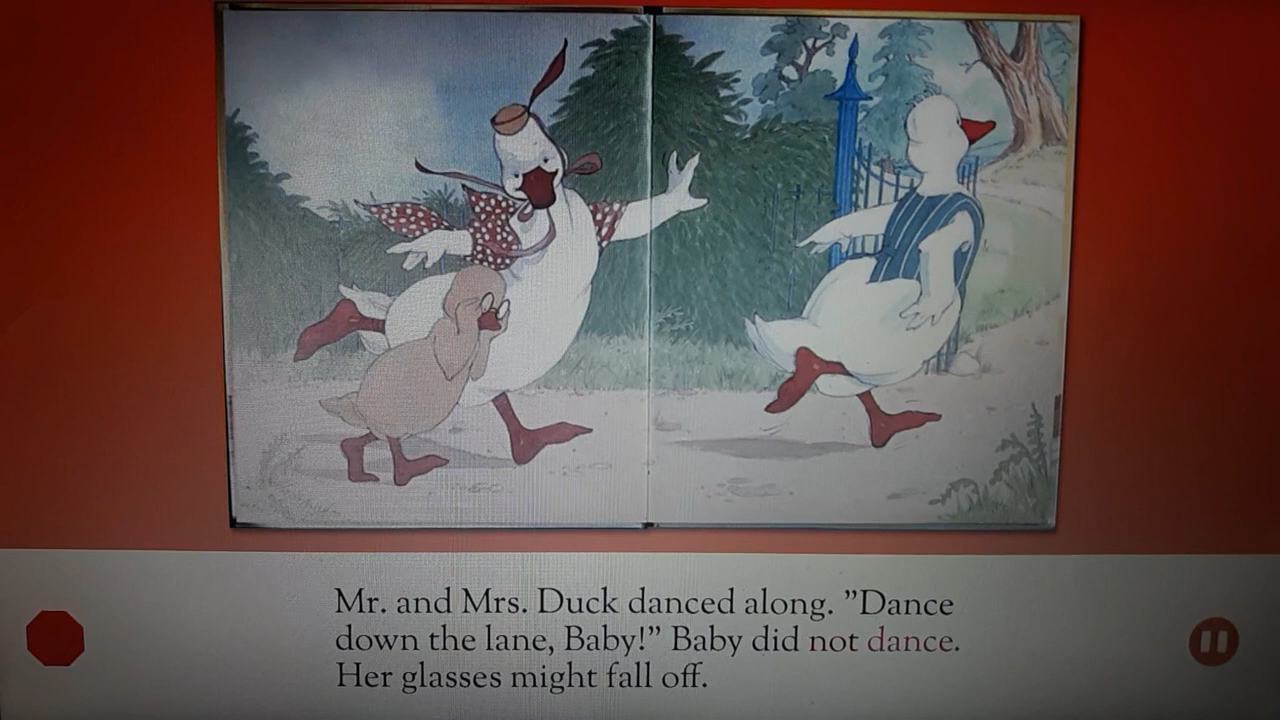 Mr. and Mrs. Duck danced along. ”Dance
down the lane, Baby!” Baby did not dance.
Her glasses might fall off.